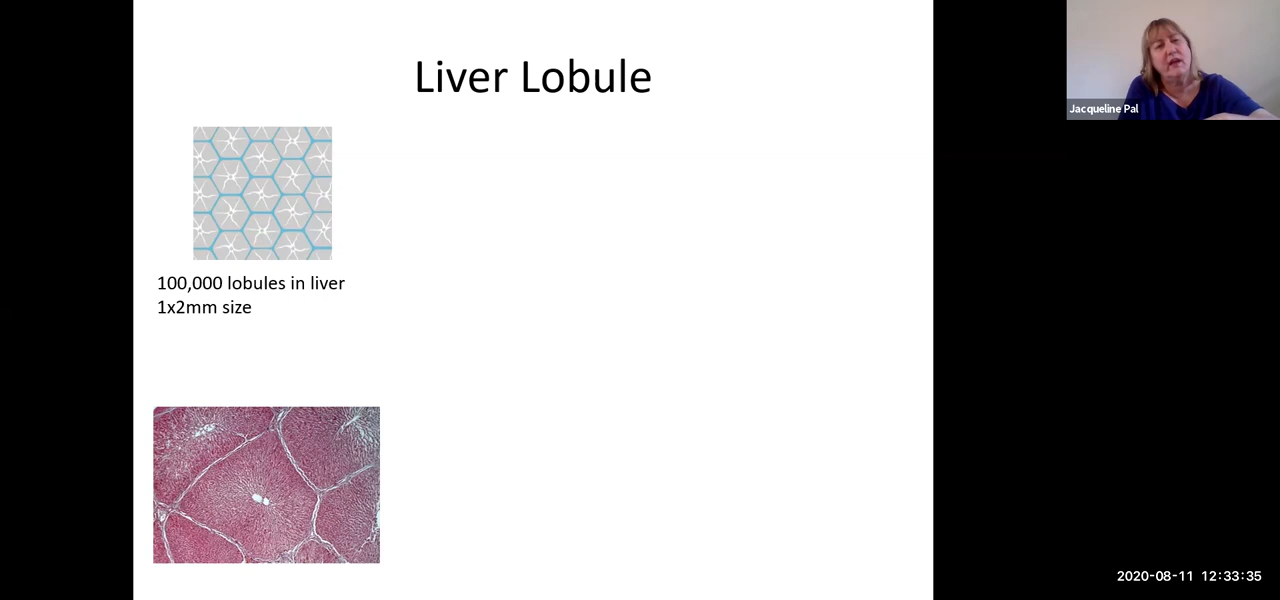 Liver Lobule
Jacqueline Pal
100,000 lobules in liver
1x2mm size
2020-08-11 12:33:35